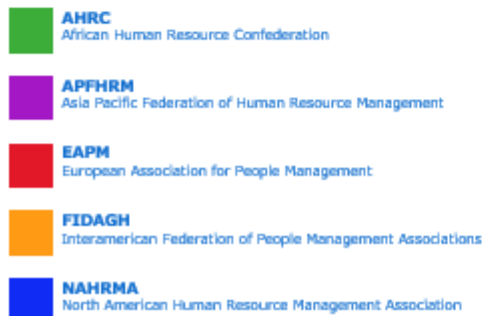 AHRC
African Human Resource Confederation
APFHRM
Asia Pacific Federation of Human Resource Management
EAPM
European Association for People Management
FIDAGH
Interamerican Federation of People Management Associations
NAHRMA
North American Human Resource Management Association